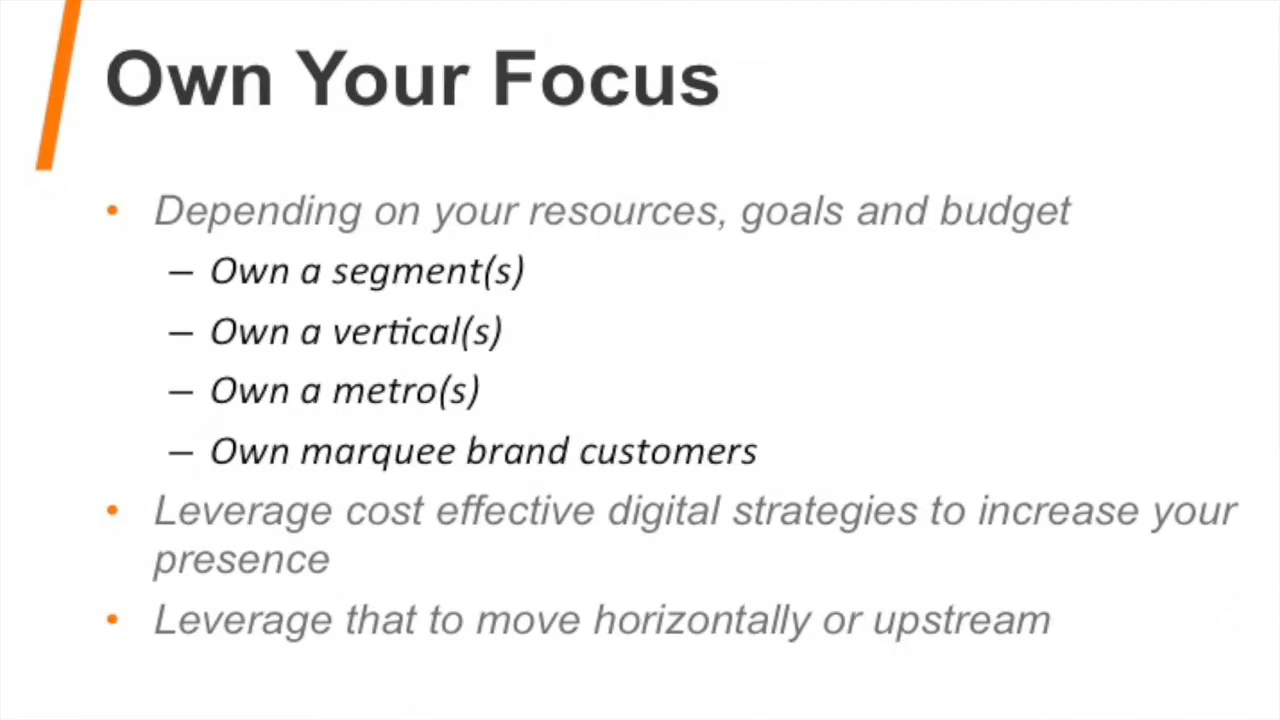 Own Your Focus
• Depending on your resources, goals and budget
– Own a segment(s)
– Own a vertical(s)
– Own a metro(s)
– Own marquee brand customers
• Leverage cost effective digital strategies to increase your
presence
• Leverage that to move horizontally or upstream